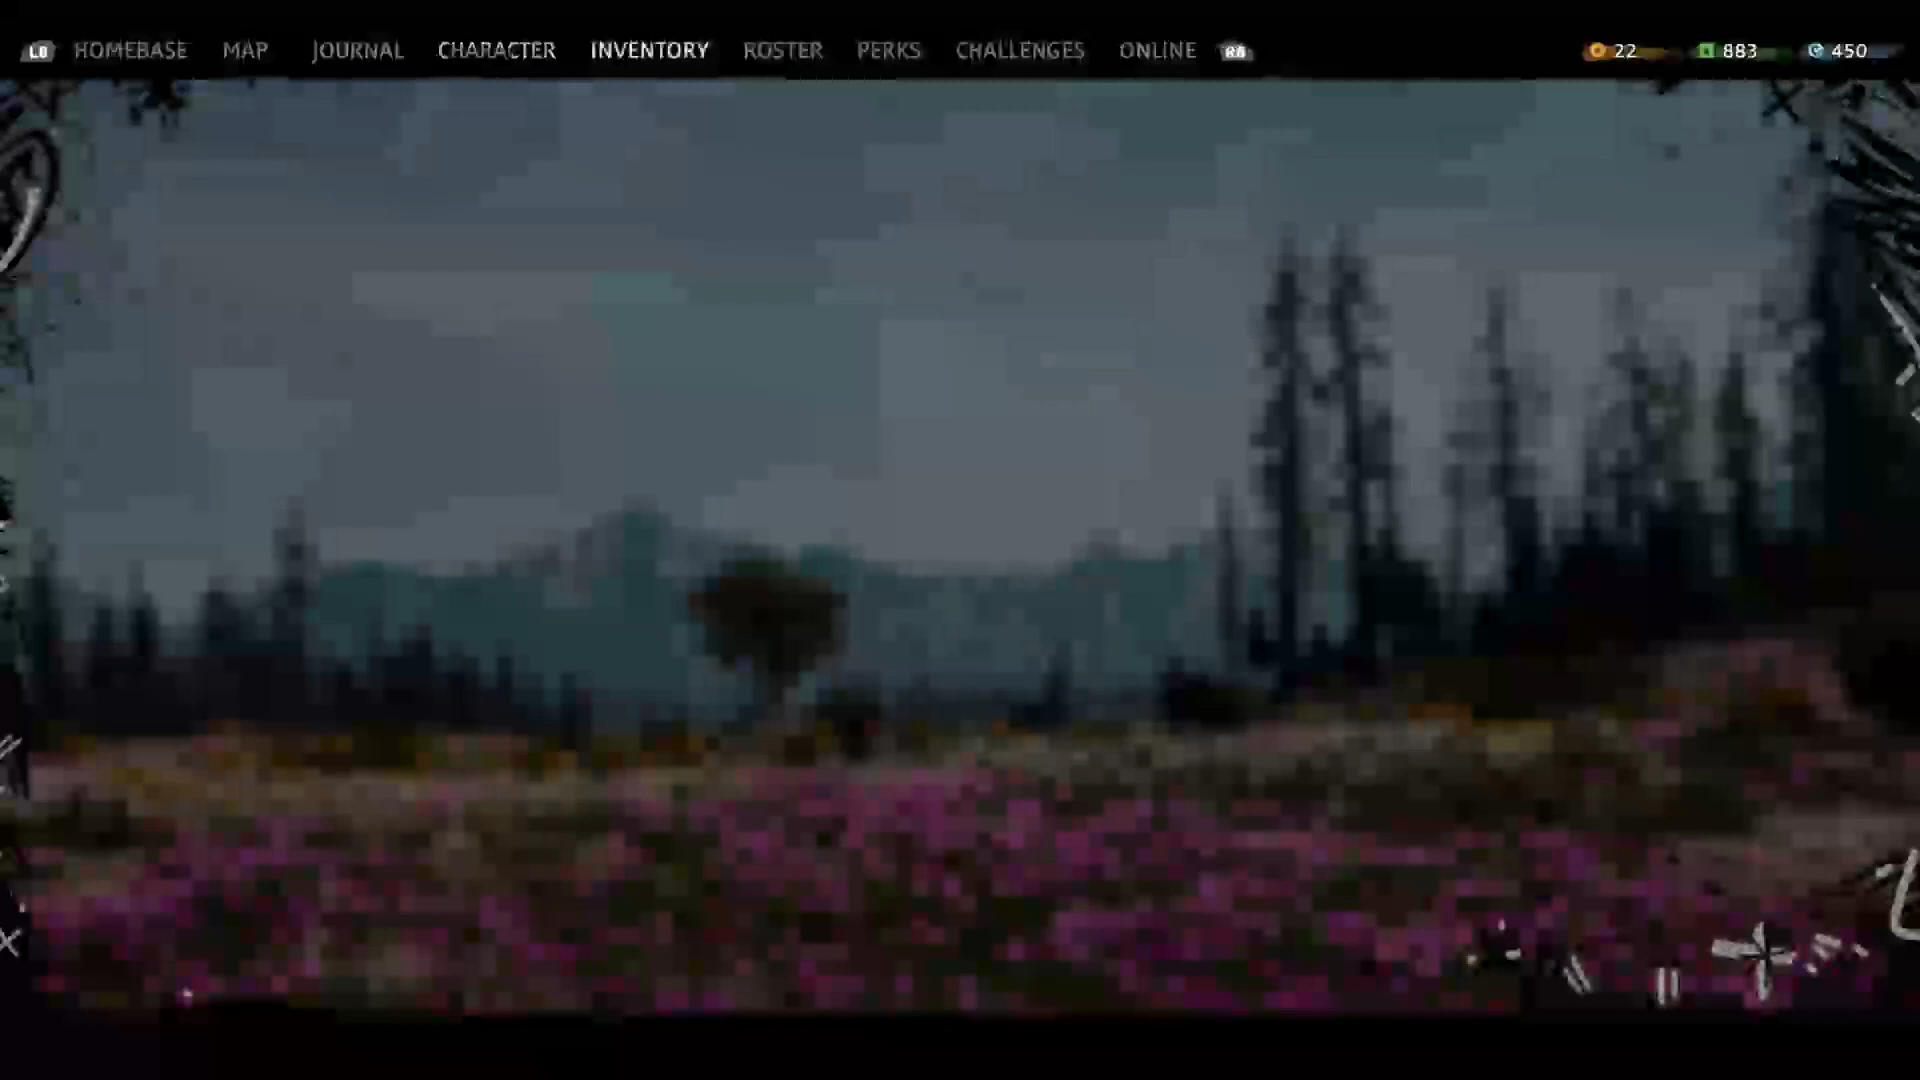 LB HOMEBASE MAP JOURNAL CHARACTER INVENTORY ROSTER PERKS CHALLENGES ONLINE RB 22 883 450